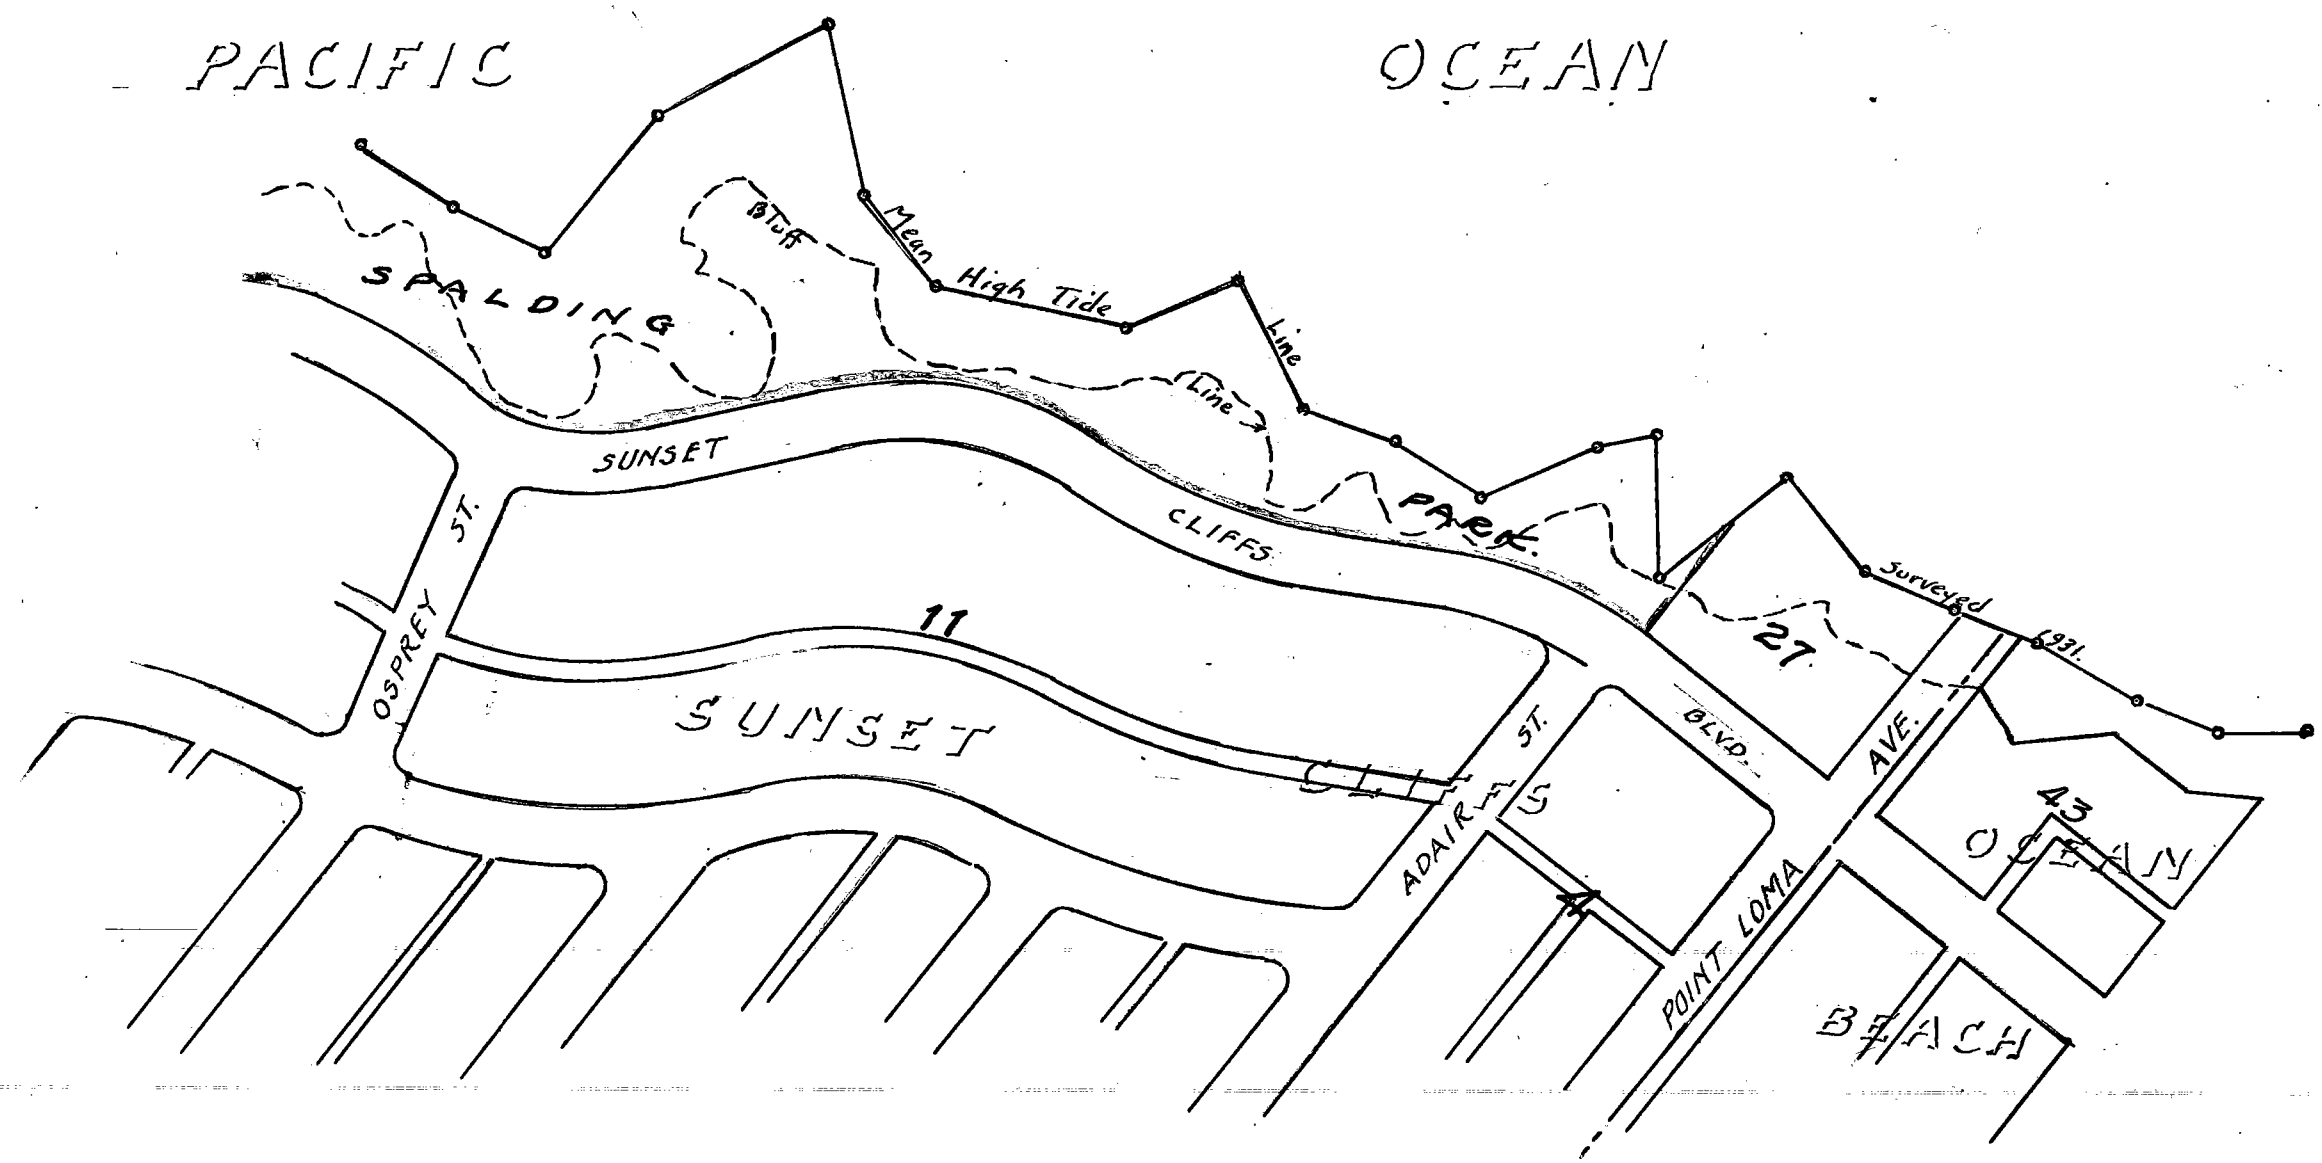 PACIFIC OCEAN
SPALDING PARK.
Bluff Line
Mean High Tide Line Surveyed 1931.
SUNSET CLIFFS BLVD.
OSPREY ST.
11
SUNSET CLIFFS
ADAIR ST.
27
POINT LOMA AVE.
43
OCEAN BEACH